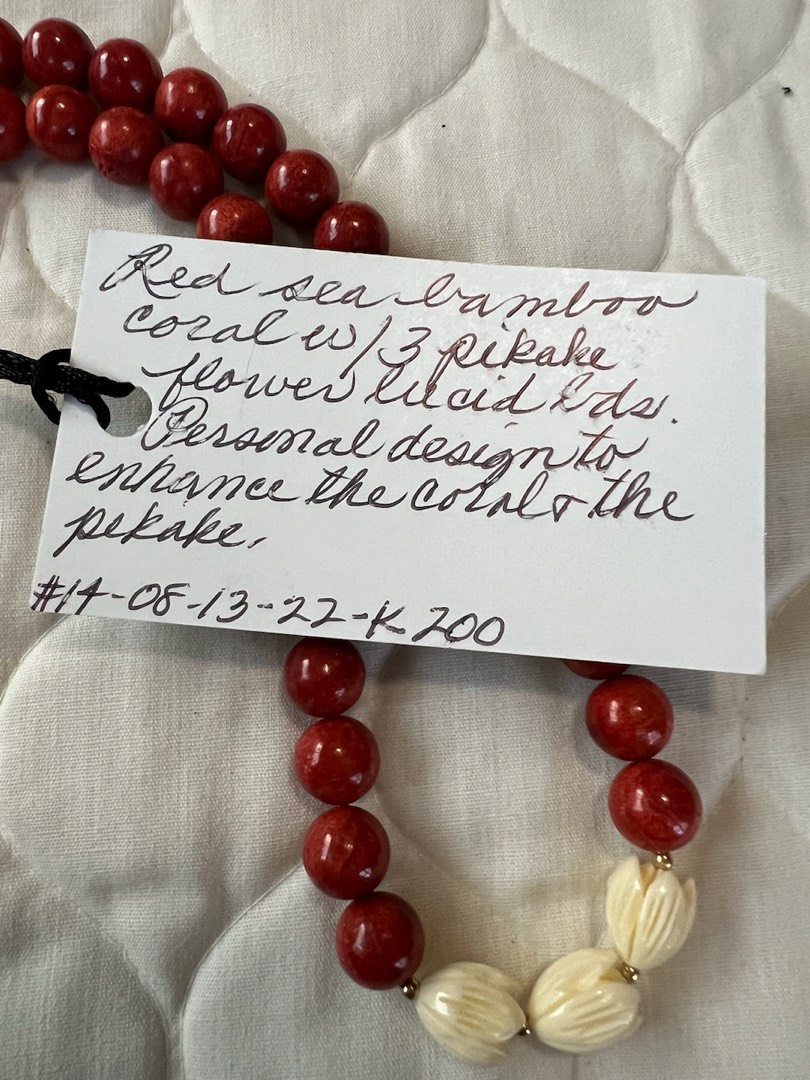 Red sea bamboo
coral w/3 pikake
flower lucid bds.
Personal design to
enhance the coral & the
pikake.
#14-08-13-22-K 200